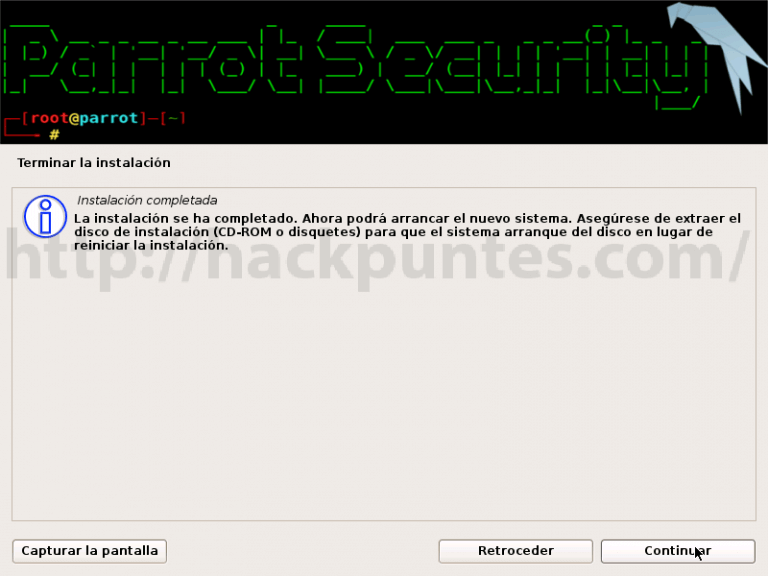 Parrot Security
[root@parrot]-[~]
#
Terminar la instalación
Instalación completada
La instalación se ha completado. Ahora podrá arrancar el nuevo sistema. Asegúrese de extraer el
disco de instalación (CD-ROM o disquetes) para que el sistema arranque del disco en lugar de
reiniciar la instalación.
http://hackpuntes.com/
Capturar la pantalla
Retroceder
Continuar